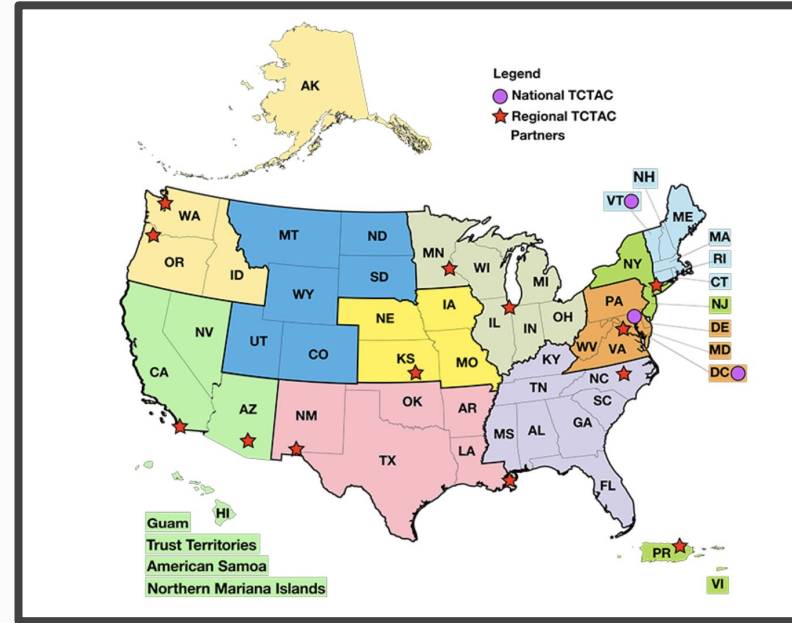 AK
Legend
National TCTAC
Regional TCTAC
Partners
NH
VT
ME
WA
MT
ND
MN
MA
OR
ID
SD
WI
MI
NY
RI
CT
WY
PA
NJ
NE
IA
IL
IN
OH
DE
NV
UT
CO
WV
VA
MD
CA
KS
MO
KY
DC
AZ
NM
OK
AR
TN
NC
SC
TX
LA
MS
AL
GA
FL
HI
Guam
Trust Territories
American Samoa
Northern Mariana Islands
PR
VI